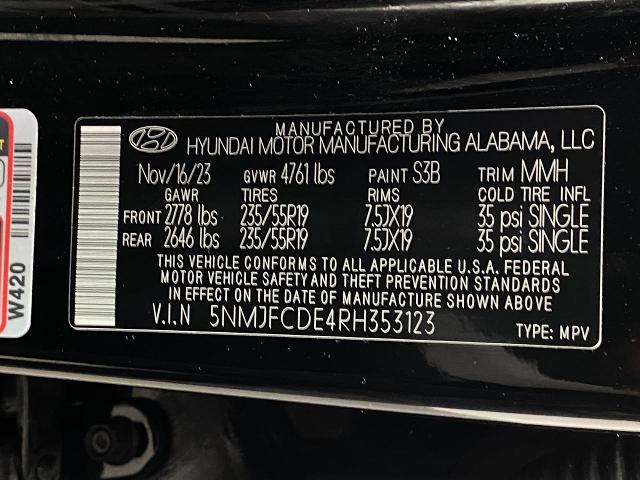 MANUFACTURED BY
HYUNDAI MOTOR MANUFACTURING ALABAMA, LLC
Nov/16/23 GVWR 4761 lbs PAINT S3B TRIM MMH
GAWR TIRES RIMS COLD TIRE INFL
FRONT 2778 lbs 235/55R19 7.5JX19 35 psi SINGLE
REAR 2646 lbs 235/55R19 7.5JX19 35 psi SINGLE
THIS VEHICLE CONFORMS TO ALL APPLICABLE U.S.A. FEDERAL
MOTOR VEHICLE SAFETY AND THEFT PREVENTION STANDARDS
IN EFFECT ON THE DATE OF MANUFACTURE SHOWN ABOVE
V.I.N 5NMJFCDE4RH353123 TYPE: MPV
W420